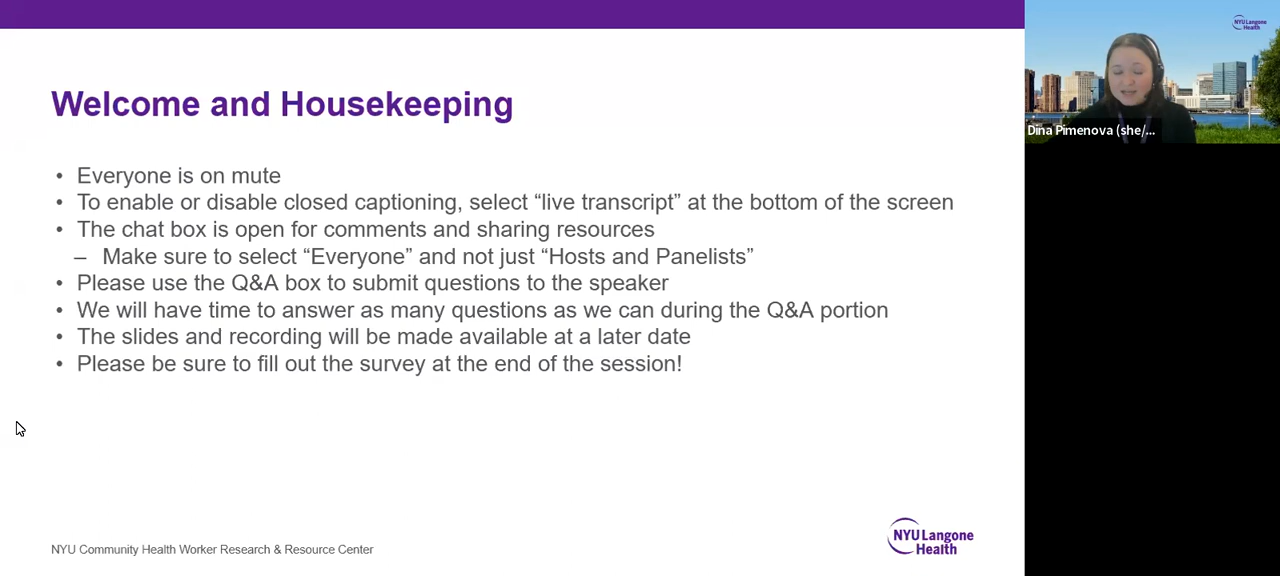 Welcome and Housekeeping
• Everyone is on mute
• To enable or disable closed captioning, select “live transcript” at the bottom of the screen
• The chat box is open for comments and sharing resources
– Make sure to select “Everyone” and not just “Hosts and Panelists”
• Please use the Q&A box to submit questions to the speaker
• We will have time to answer as many questions as we can during the Q&A portion
• The slides and recording will be made available at a later date
• Please be sure to fill out the survey at the end of the session!
NYU Community Health Worker Research & Resource Center
NYU Langone
Health
NYU Langone
Health
Dina Pimenova (she/...